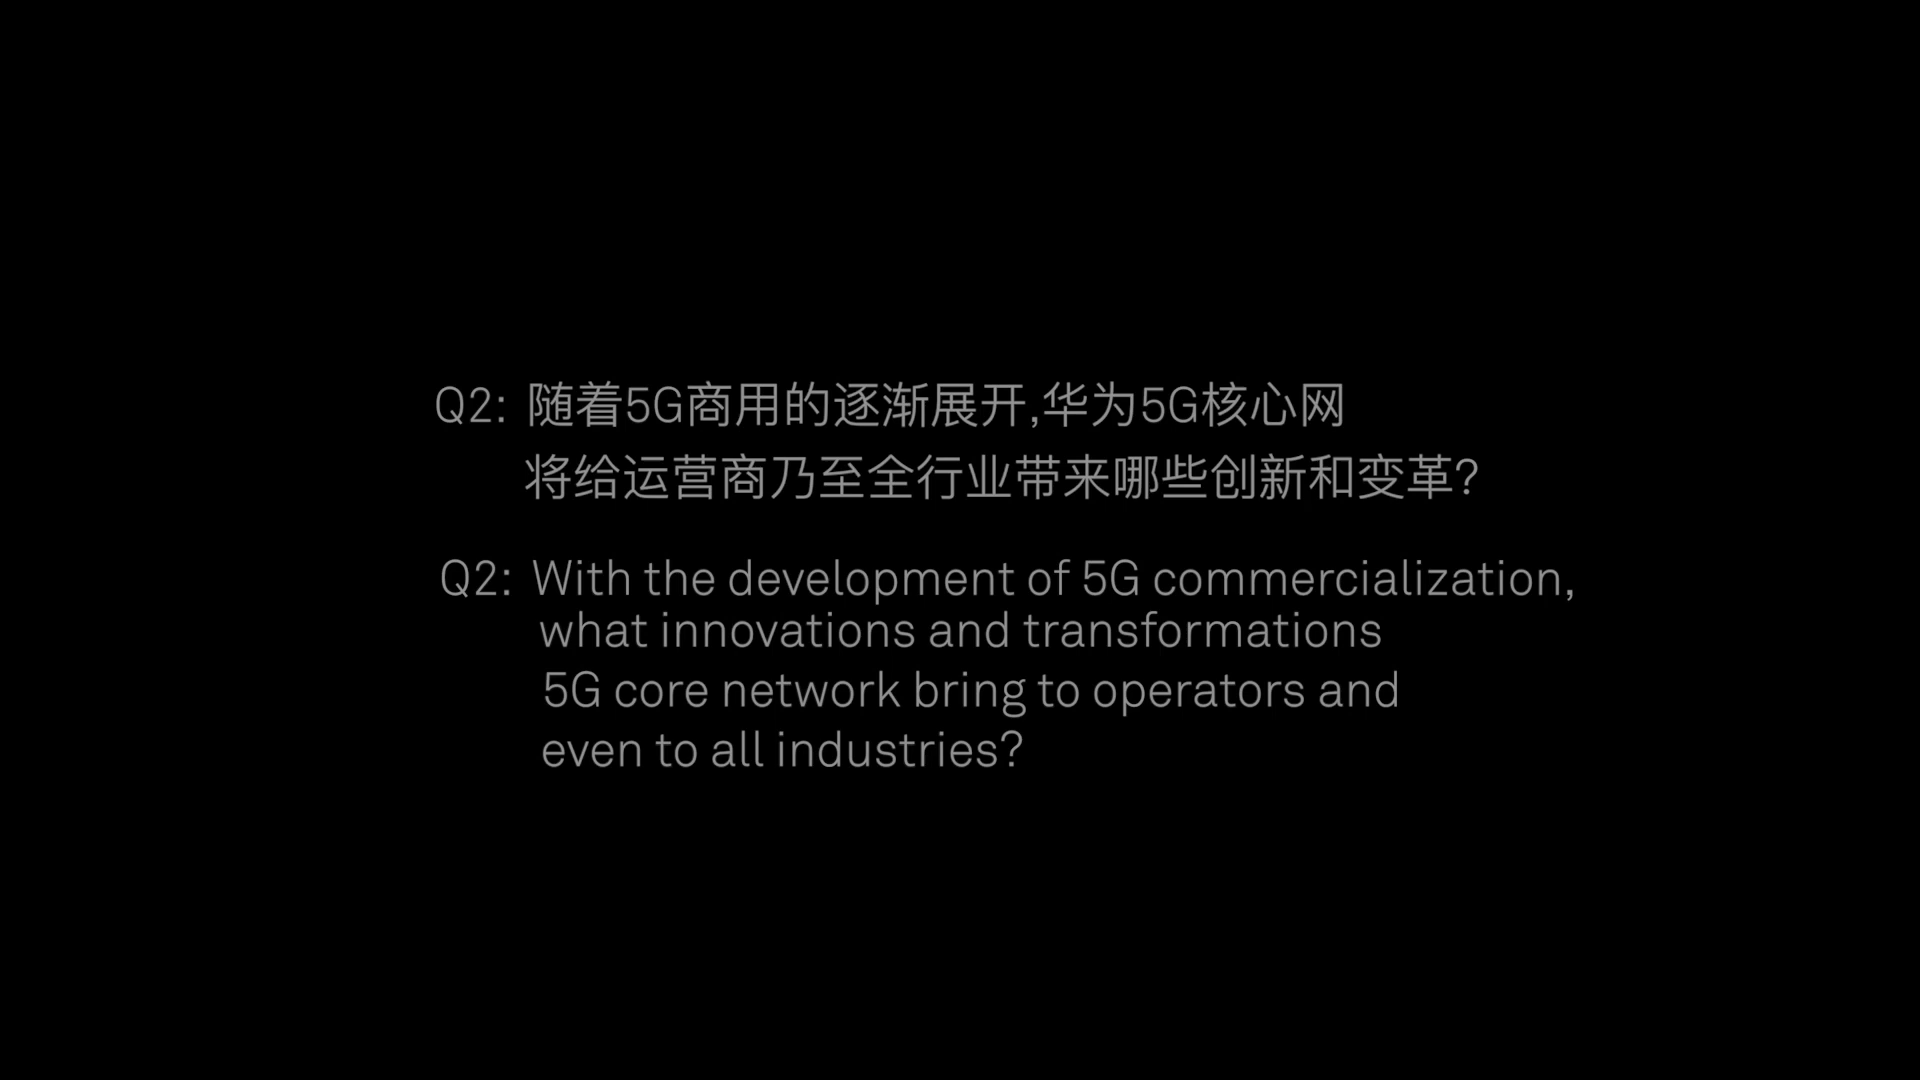 Q2: 随着5G商用的逐渐展开,华为5G核心网
将给运营商乃至全行业带来哪些创新和变革?
Q2: With the development of 5G commercialization,
what innovations and transformations
5G core network bring to operators and
even to all industries?